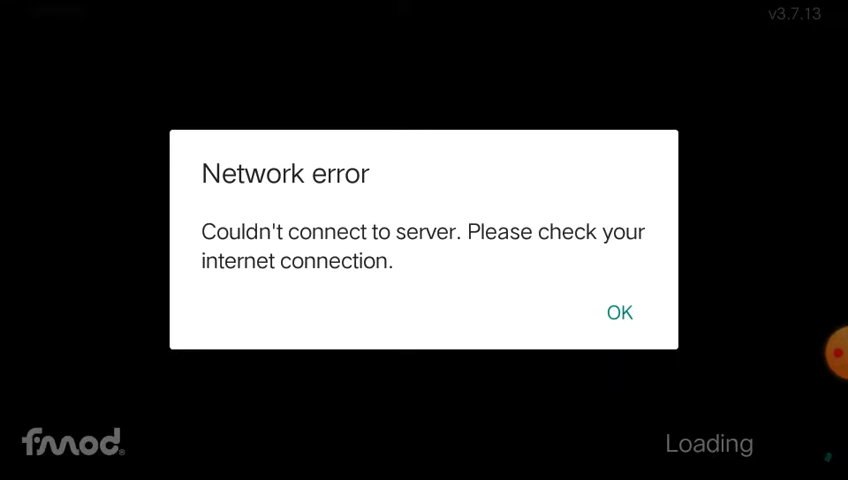 v3.7.13
Network error
Couldn't connect to server. Please check your
internet connection.
OK
fmod®
Loading